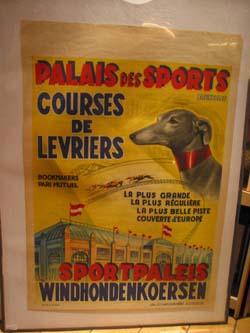 PALAIS DES SPORTS
COURSES
DE
LEVRIERS
BOOKMAKERS
PARI MUTUEL
LA PLUS GRANDE
LA PLUS RÉGULIÈRE
LA PLUS BELLE PISTE
COUVERTE D'EUROPE
SPORTPALEIS
WINDHONDENKOERSEN